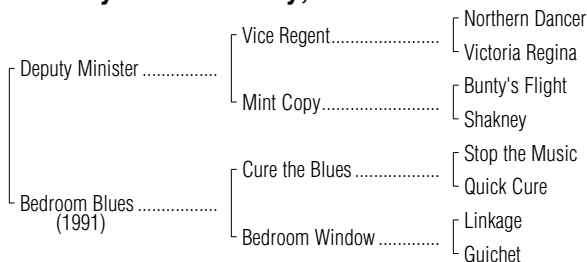 Northern Dancer
Vice Regent.......................
Victoria Regina
Deputy Minister ................
Bunty's Flight
Mint Copy.........................
Shakney
Stop the Music
Cure the Blues ...................
Quick Cure
Bedroom Blues .................
(1991)
Linkage
Bedroom Window .............
Guichet